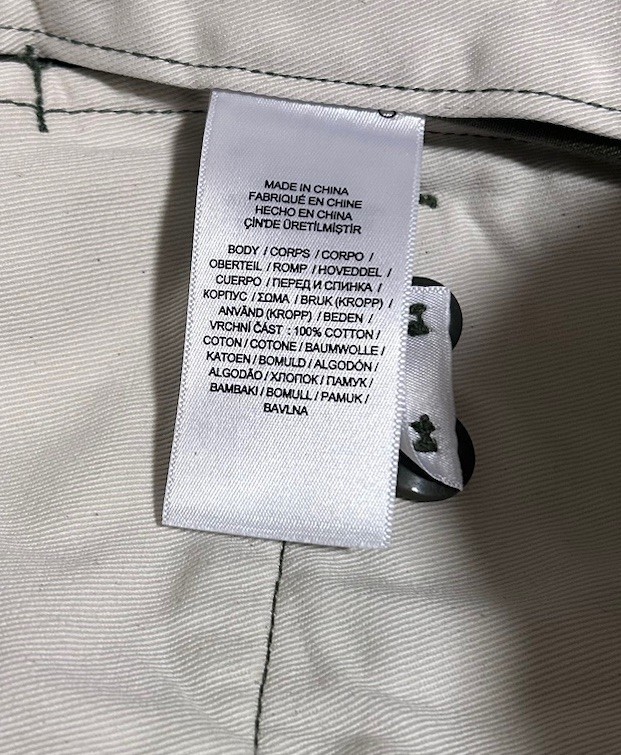 MADE IN CHINA
FABRIQUÉ EN CHINE
HECHO EN CHINA
ÇİN'DE ÜRETİLMİŞTİR
BODY / CORPS / CORPO /
OBERTEIL / ROMP / HOVEDDEL /
CUERPO / ПЕРЕД И СПИНКА /
КОРПУС / ΣΩΜΑ / BRUK (KROPP) /
ANVÄND (KROPP) / BEDEN /
VRCHNÍ ČÁST : 100% COTTON /
COTON / COTONE / BAUMWOLLE /
KATOEN / BOMULD / ALGODÓN /
ALGODÃO / ХЛОПОК / ПАМУК /
ΒΑΜΒΑΚΙ / BOMULL / PAMUK /
BAVLNA